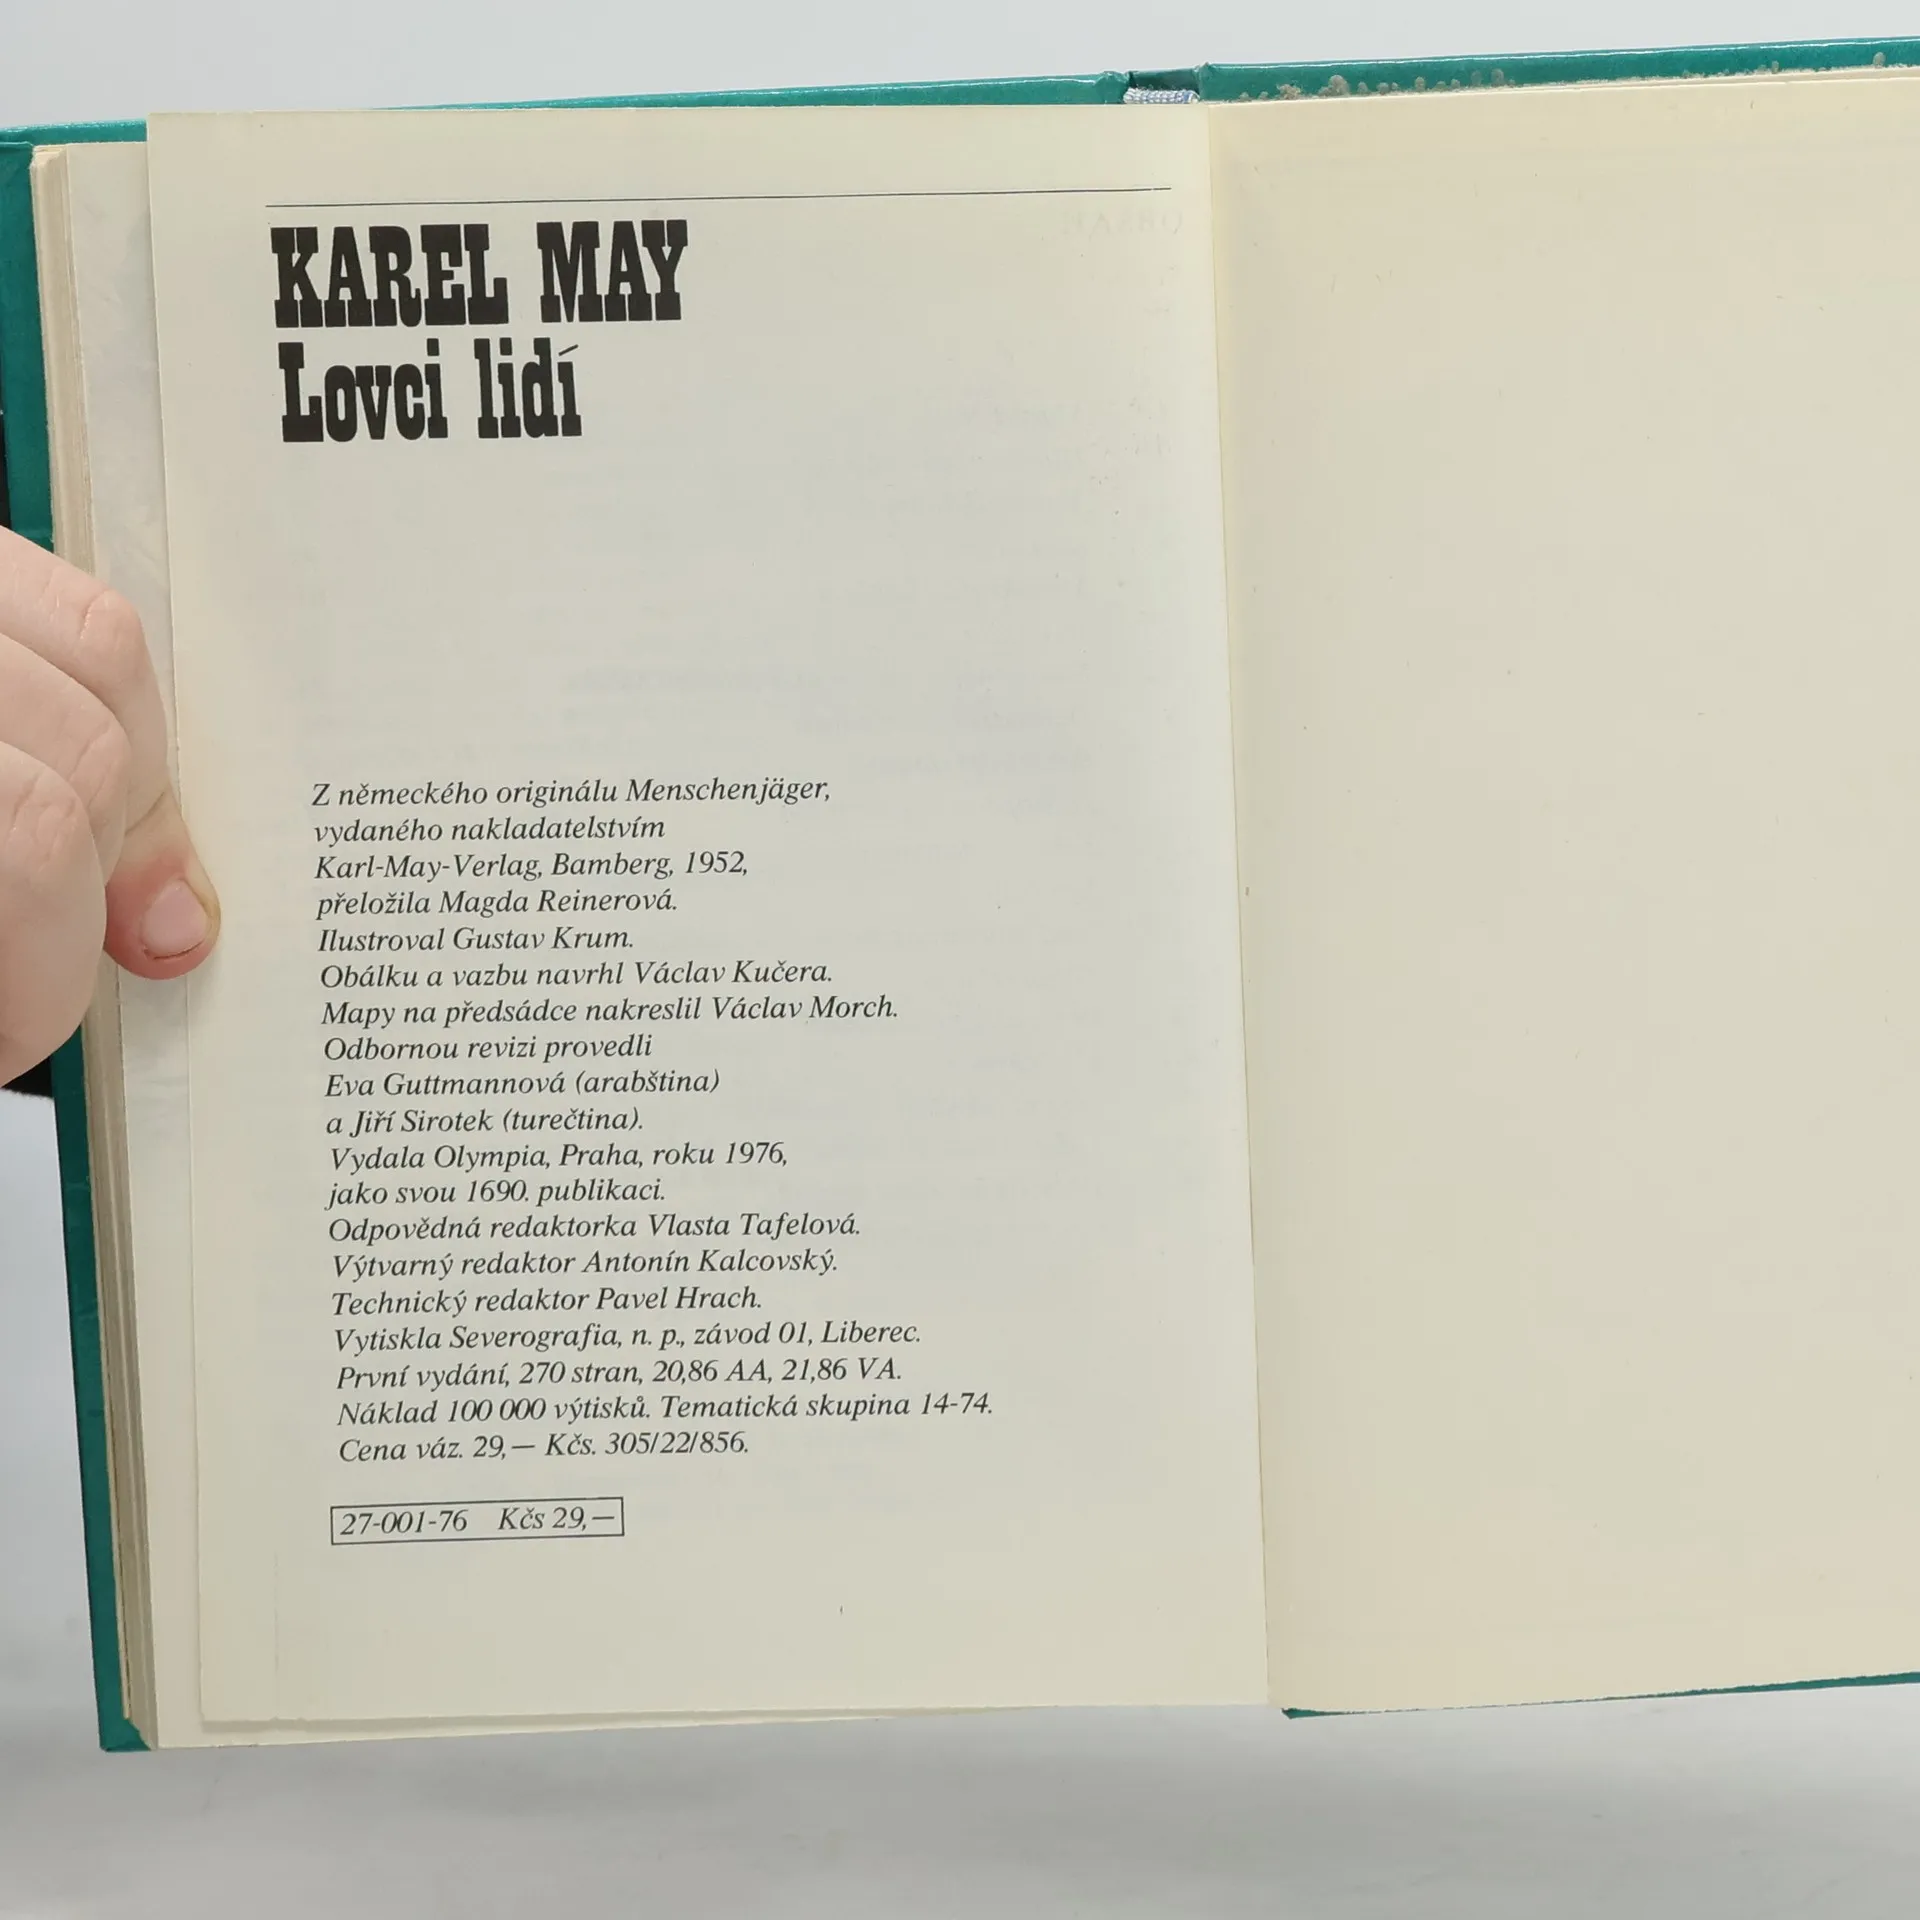 KAREL MAY
Lovci lidí
Z německého originálu Menschenjäger,
vydaného nakladatelstvím
Karl-May-Verlag, Bamberg, 1952,
přeložila Magda Reinerová.
Ilustroval Gustav Krum.
Obálku a vazbu navrhl Václav Kučera.
Mapy na předsádce nakreslil Václav Morch.
Odbornou revizi provedli
Eva Guttmannová (arabština)
a Jiří Sirotek (turečtina).
Vydala Olympia, Praha, roku 1976,
jako svou 1690. publikaci.
Odpovědná redaktorka Vlasta Tafelová.
Výtvarný redaktor Antonín Kalcovský.
Technický redaktor Pavel Hrach.
Vytiskla Severografia, n. p., závod 01, Liberec.
První vydání, 270 stran, 20,86 AA, 21,86 VA.
Náklad 100 000 výtisků. Tematická skupina 14-74.
Cena váz. 29,— Kčs. 305/22/856.
27-001-76 Kčs 29,—